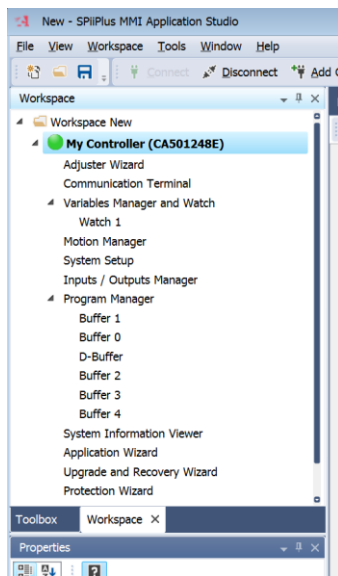 New - SPiiPlus MMI Application Studio
File View Workspace Tools Window Help
Connect Disconnect Add
Workspace
Workspace New
My Controller (CA501248E)
Adjuster Wizard
Communication Terminal
Variables Manager and Watch
Watch 1
Motion Manager
System Setup
Inputs / Outputs Manager
Program Manager
Buffer 1
Buffer 0
D-Buffer
Buffer 2
Buffer 3
Buffer 4
System Information Viewer
Application Wizard
Upgrade and Recovery Wizard
Protection Wizard
Toolbox Workspace
Properties